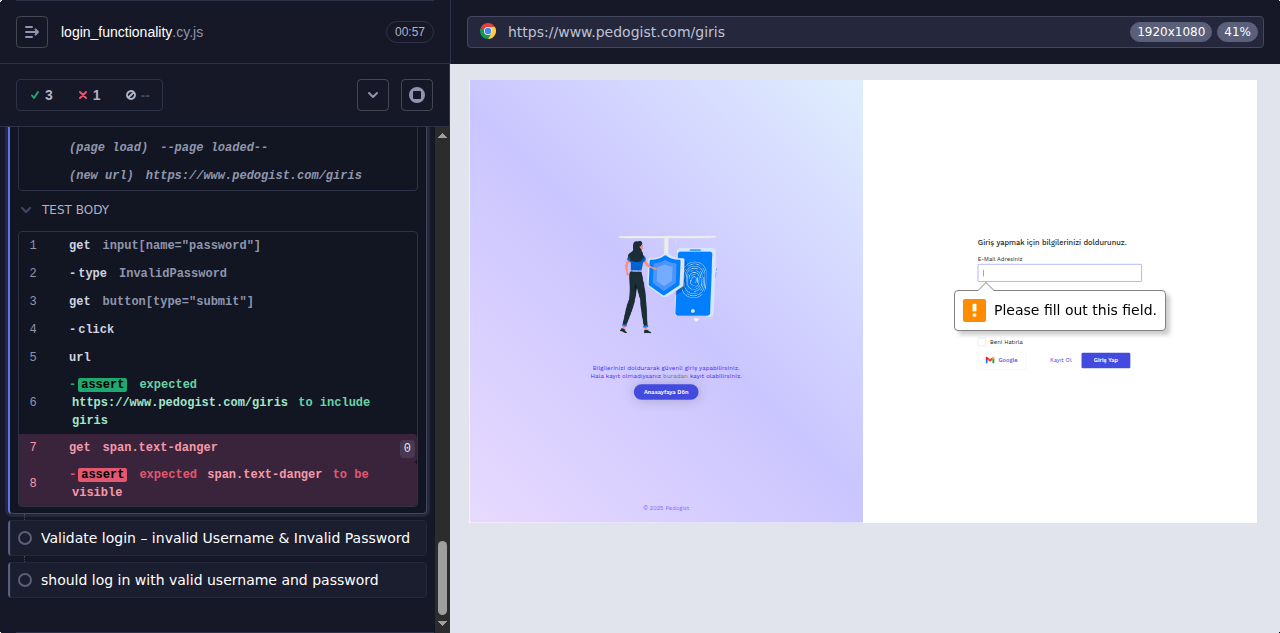 login_functionality.cy.js
00:57
https://www.pedogist.com/giris
1920x1080
41%
3
1
--
(page load) --page loaded--
(new url) https://www.pedogist.com/giris
TEST BODY
1 get input[name="password"]
2 -type InvalidPassword
3 get button[type="submit"]
4 -click
5 url
6 -assert expected
https://www.pedogist.com/giris to include
giris
7 get span.text-danger 0
8 -assert expected span.text-danger to be
visible
Validate login – invalid Username & Invalid Password
should log in with valid username and password
Bilgilerinizi doldurarak güvenli giriş yapabilirsiniz.
Hala kayıt olmadıysanız buradan kayıt olabilirsiniz.
Anasayfaya Dön
© 2025 Pedogist
Giriş yapmak için bilgilerinizi doldurunuz.
E-Mail Adresiniz
Please fill out this field.
Beni Hatırla
Google
Kayıt Ol
Giriş Yap